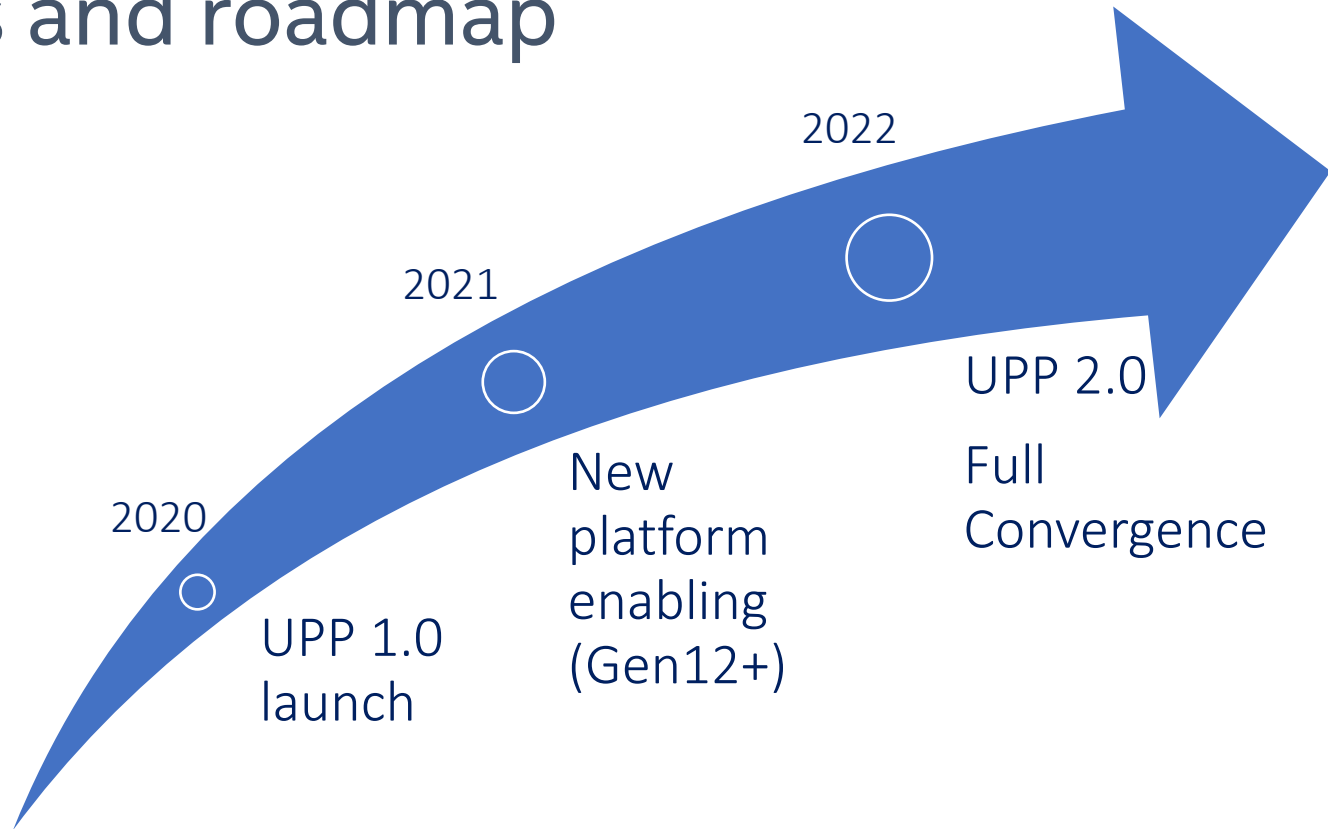 s and roadmap
2020
UPP 1.0
launch
2021
New
platform
enabling
(Gen12+)
2022
UPP 2.0
Full
Convergence